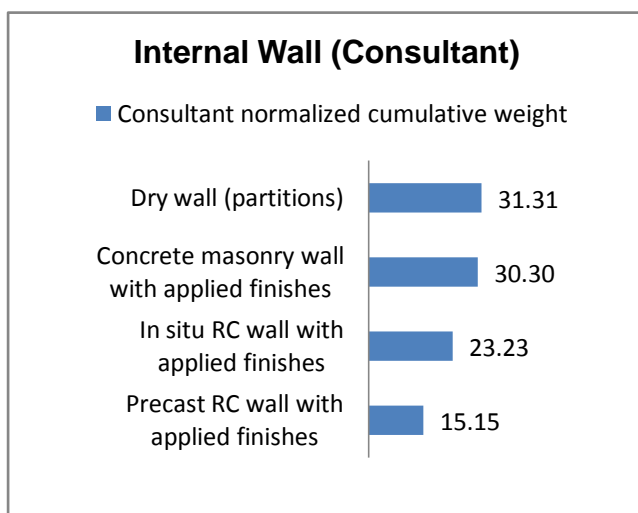 Internal Wall (Consultant)
Consultant normalized cumulative weight
Dry wall (partitions)
31.31
Concrete masonry wall
with applied finishes
30.30
In situ RC wall with
applied finishes
23.23
Precast RC wall with
applied finishes
15.15